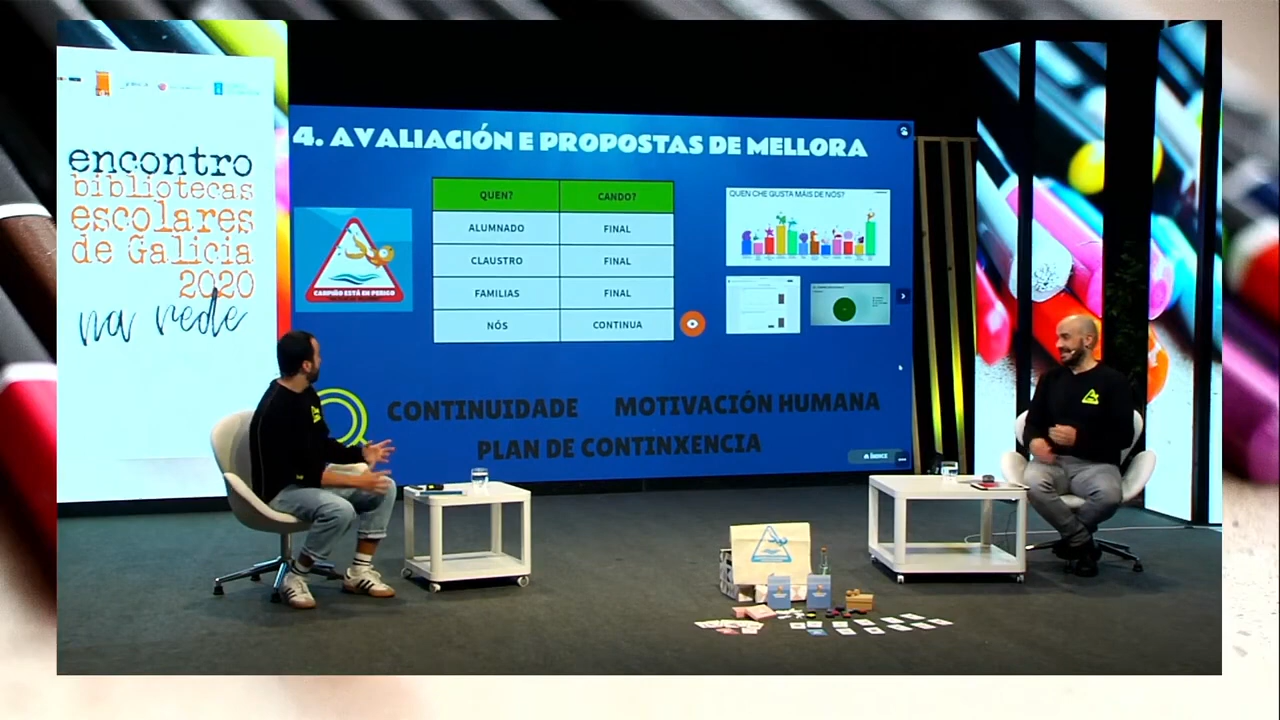 encontro
bibliotecas
escolares
de Galicia
2020
na rede
4. AVALIACIÓN E PROPOSTAS DE MELLORA
QUEN? CANDO?
ALUMNADO FINAL
CLAUSTRO FINAL
FAMILIAS FINAL
NÓS CONTINUA
CANPIÑO ESTÁ EN PERIGO
QUEN CHE GUSTA MÁIS DE NÓS?
CONTINUIDADE MOTIVACIÓN HUMANA
PLAN DE CONTINXENCIA
ÍNDICE